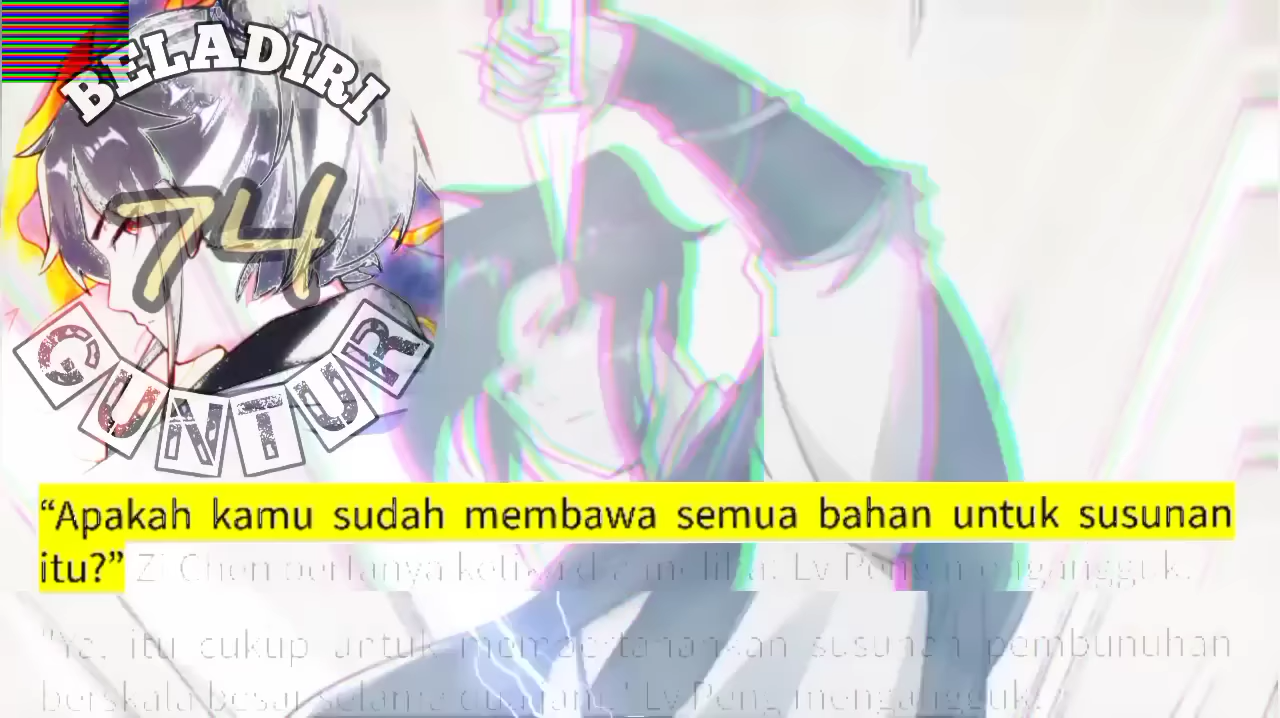 BELADIRI
74
GUNTUR
“Apakah kamu sudah membawa semua bahan untuk susunan
itu?” Zi Chen bertanya ketika dia melihat Lv Peng mengangguk.
"Ya, itu cukup untuk mempertahankan susunan pembunuhan
berskala besar selama dua jam." Lv Peng mengangguk.